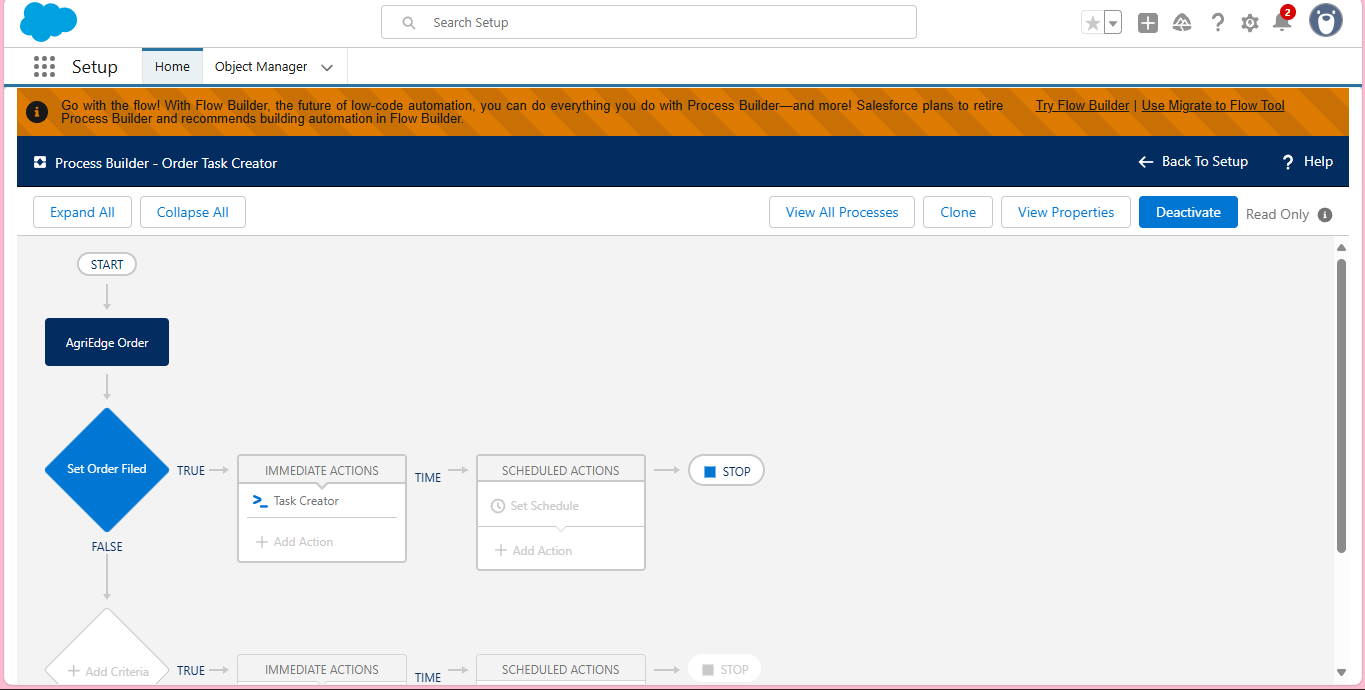 Search Setup
2
Setup
Home
Object Manager
Go with the flow! With Flow Builder, the future of low-code automation, you can do everything you do with Process Builder—and more! Salesforce plans to retire
Process Builder and recommends building automation in Flow Builder.
Try Flow Builder | Use Migrate to Flow Tool
Process Builder - Order Task Creator
Back To Setup
? Help
Expand All
Collapse All
View All Processes
Clone
View Properties
Deactivate
Read Only
START
AgriEdge Order
Set Order Filed
TRUE
IMMEDIATE ACTIONS
Task Creator
+ Add Action
TIME
SCHEDULED ACTIONS
Set Schedule
+ Add Action
STOP
FALSE
+ Add Criteria
TRUE
IMMEDIATE ACTIONS
TIME
SCHEDULED ACTIONS
STOP